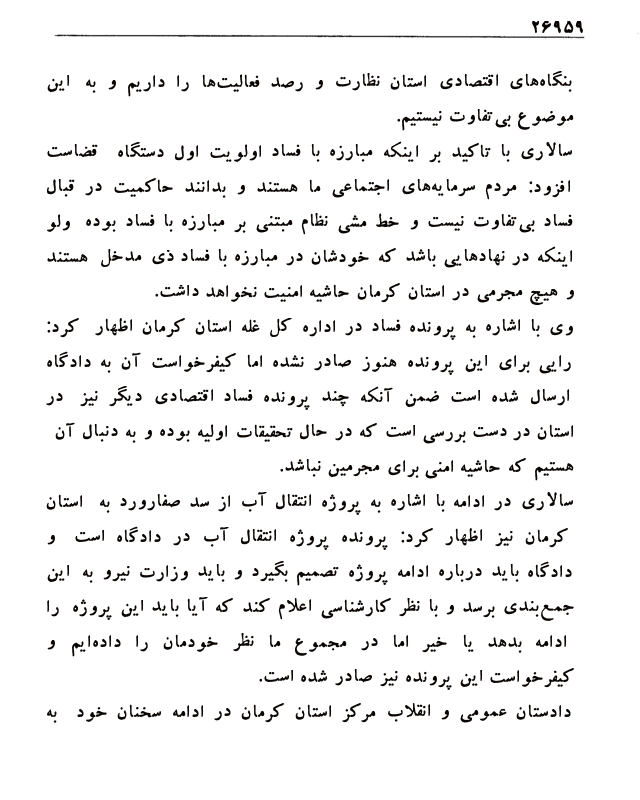 ۲۶۹۵۹
بنگاه‌های اقتصادی استان نظارت و رصد فعالیت‌ها را داریم و به این
موضوع بی‌تفاوت نیستیم.
سالاری با تاکید بر اینکه مبارزه با فساد اولویت اول دستگاه قضاست
افزود: مردم سرمایه‌های اجتماعی ما هستند و بدانند حاکمیت در قبال
فساد بی‌تفاوت نیست و خط مشی نظام مبتنی بر مبارزه با فساد بوده ولو
اینکه در نهادهایی باشد که خودشان در مبارزه با فساد ذی مدخل هستند
و هیچ مجرمی در استان کرمان حاشیه امنیت نخواهد داشت.
وی با اشاره به پرونده فساد در اداره کل غله استان کرمان اظهار کرد:
رایی برای این پرونده هنوز صادر نشده اما کیفرخواست آن به دادگاه
ارسال شده است ضمن آنکه چند پرونده فساد اقتصادی دیگر نیز در
استان در دست بررسی است که در حال تحقیقات اولیه بوده و به دنبال آن
هستیم که حاشیه امنی برای مجرمین نباشد.
سالاری در ادامه با اشاره به پروژه انتقال آب از سد صفارورد به استان
کرمان نیز اظهار کرد: پرونده پروژه انتقال آب در دادگاه است و
دادگاه باید درباره ادامه پروژه تصمیم بگیرد و باید وزارت نیرو به این
جمع‌بندی برسد و با نظر کارشناسی اعلام کند که آیا باید این پروژه را
ادامه بدهد یا خیر اما در مجموع ما نظر خودمان را داده‌ایم و
کیفرخواست این پرونده نیز صادر شده است.
دادستان عمومی و انقلاب مرکز استان کرمان در ادامه سخنان خود به